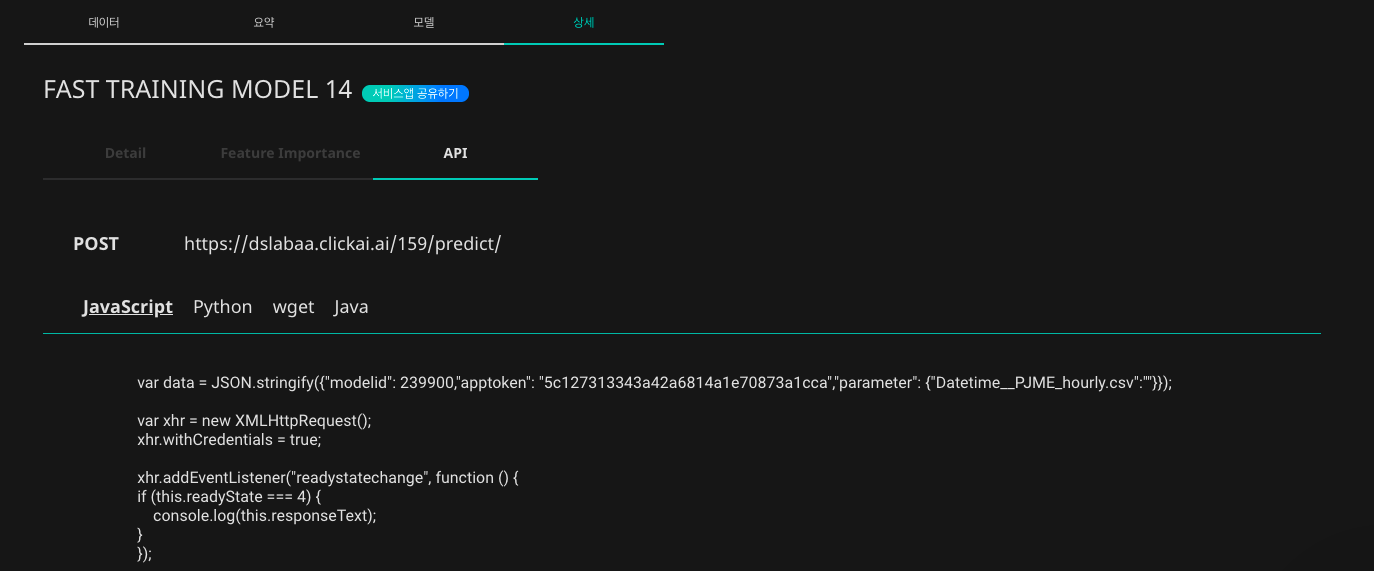 데이터 요약 모델 상세
FAST TRAINING MODEL 14 서비스앱 공유하기
Detail Feature Importance API
POST https://dslabaa.clickai.ai/159/predict/
JavaScript Python wget Java
var data = JSON.stringify({"modelid": 239900,"apptoken": "5c127313343a42a6814a1e70873a1cca","parameter": {"Datetime__PJME_hourly.csv":""}});
var xhr = new XMLHttpRequest();
xhr.withCredentials = true;
xhr.addEventListener("readystatechange", function () {
if (this.readyState === 4) {
console.log(this.responseText);
}
});